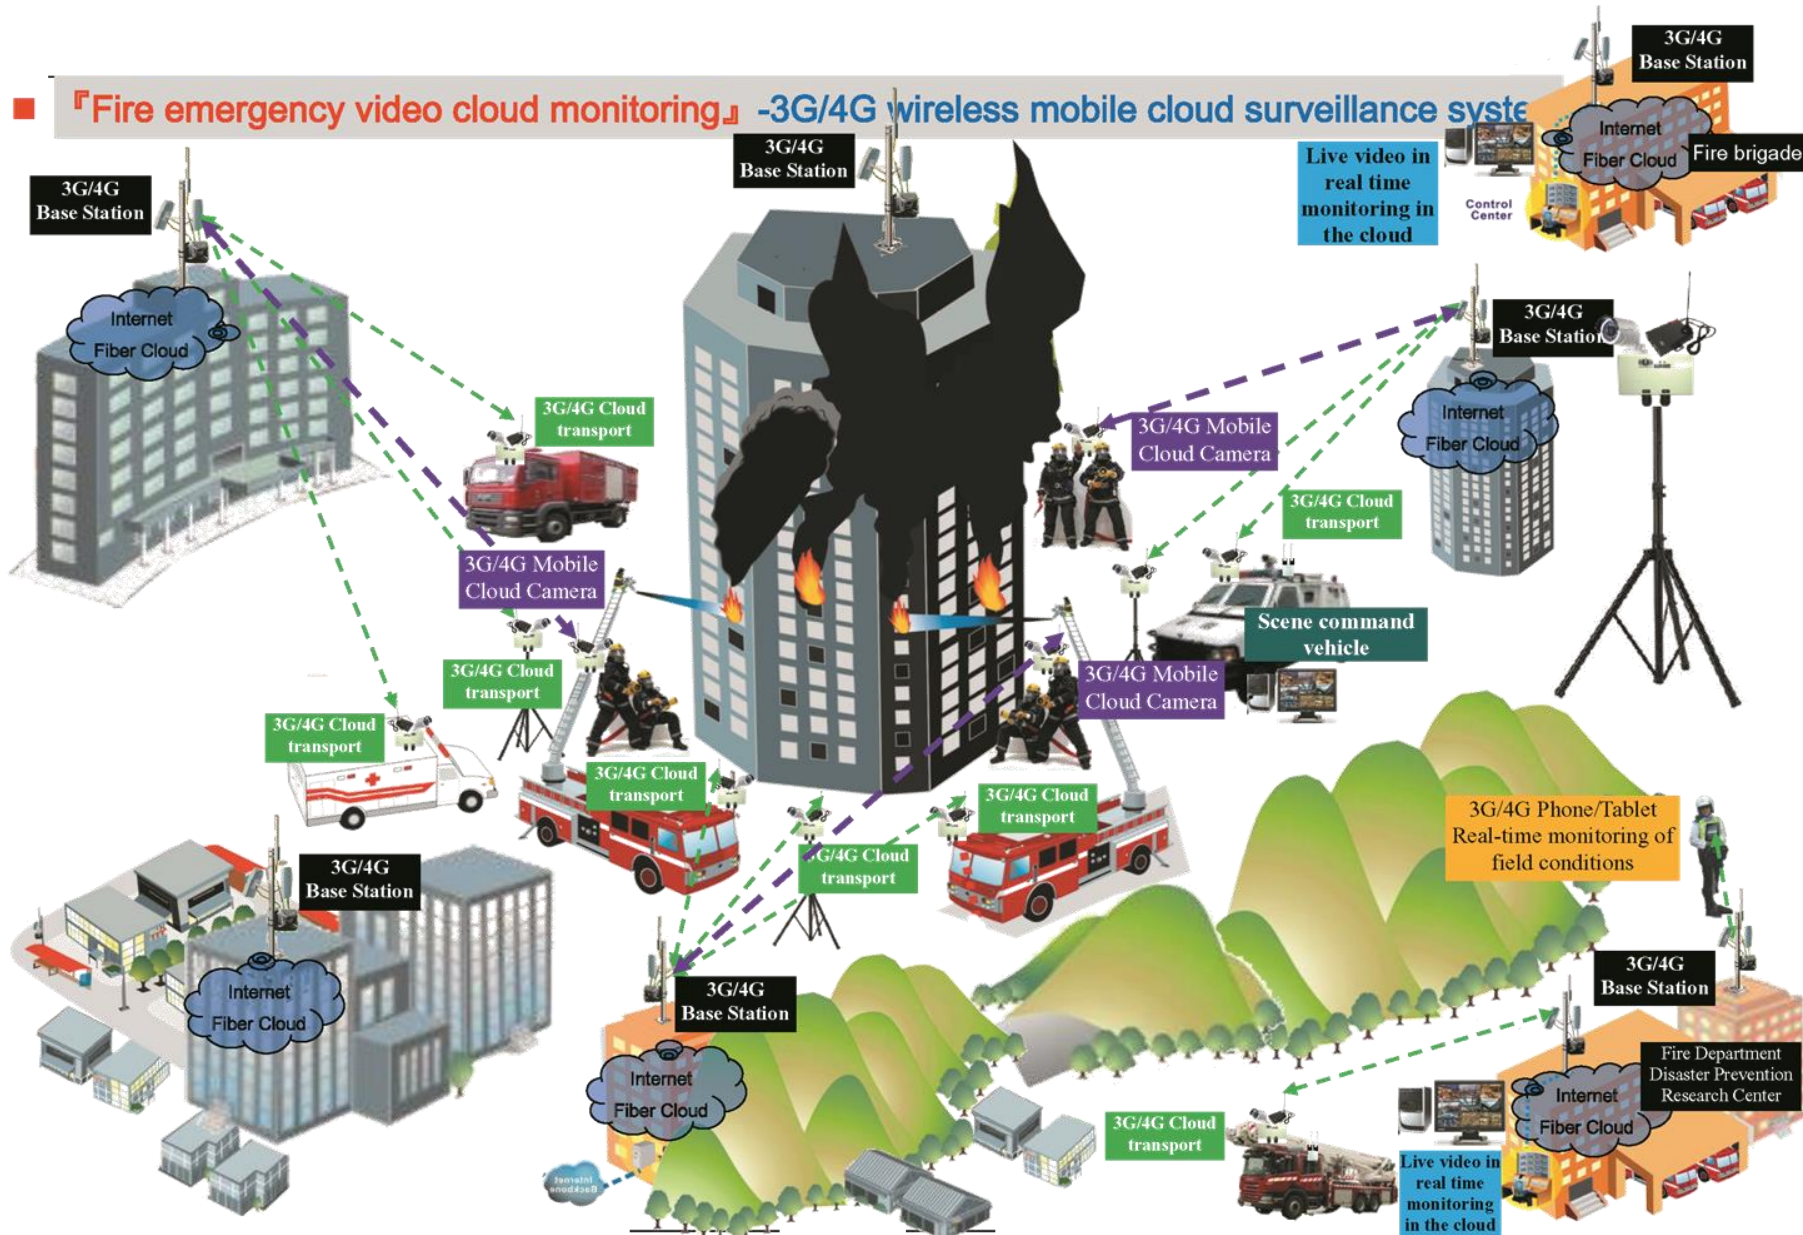 『Fire emergency video cloud monitoring』 -3G/4G wireless mobile cloud surveillance syste
3G/4G
Base Station
Internet
Fiber Cloud
Fire brigade
Live video in
real time
monitoring in
the cloud
Control
Center
3G/4G
Base Station
3G/4G
Base Station
Internet
Fiber Cloud
3G/4G
Base Station
Internet
Fiber Cloud
3G/4G Cloud
transport
3G/4G Mobile
Cloud Camera
3G/4G Cloud
transport
3G/4G Mobile
Cloud Camera
Scene command
vehicle
3G/4G Cloud
transport
3G/4G Mobile
Cloud Camera
3G/4G Cloud
transport
3G/4G Cloud
transport
3G/4G Cloud
transport
3G/4G Cloud
transport
3G/4G Phone/Tablet
Real-time monitoring of
field conditions
3G/4G
Base Station
Internet
Fiber Cloud
3G/4G
Base Station
Internet
Fiber Cloud
Internet
Backbone
3G/4G
Base Station
Fire Department
Disaster Prevention
Research Center
Internet
Fiber Cloud
3G/4G Cloud
transport
Live video in
real time
monitoring
in the cloud